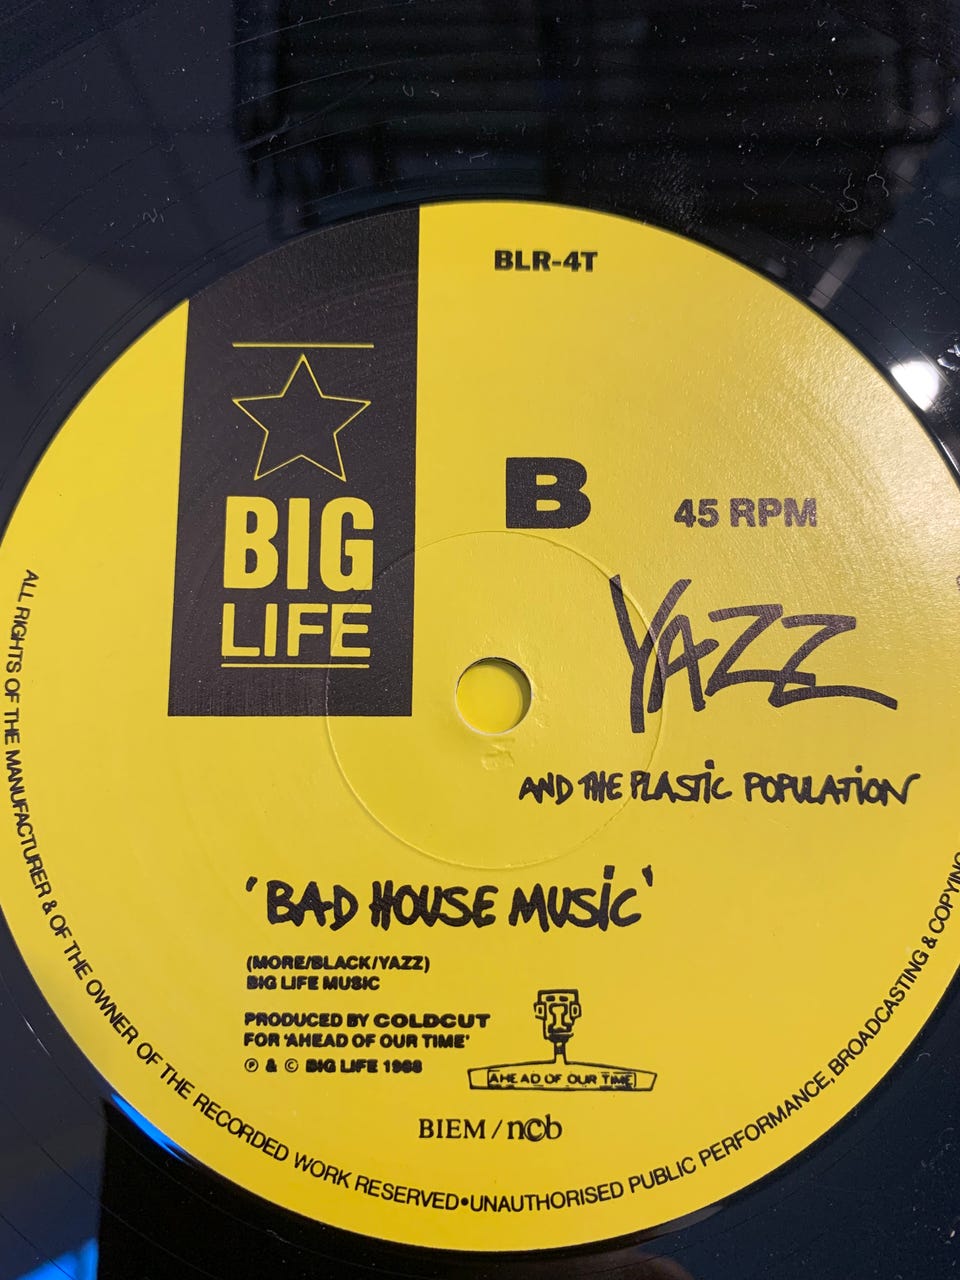 BLR-4T
BIG
LIFE
B
45 RPM
YAZZ
AND THE PLASTIC POPULATION
'BAD HOUSE MUSIC'
(MORE/BLACK/YAZZ)
BIG LIFE MUSIC
PRODUCED BY COLDCUT
FOR 'AHEAD OF OUR TIME'
℗ & © BIG LIFE 1988
AHEAD OF OUR TIME
BIEM/ncb
ALL RIGHTS OF THE MANUFACTURER & OF THE OWNER OF THE RECORDED WORK RESERVED•UNAUTHORISED PUBLIC PERFORMANCE, BROADCASTING & COPYING